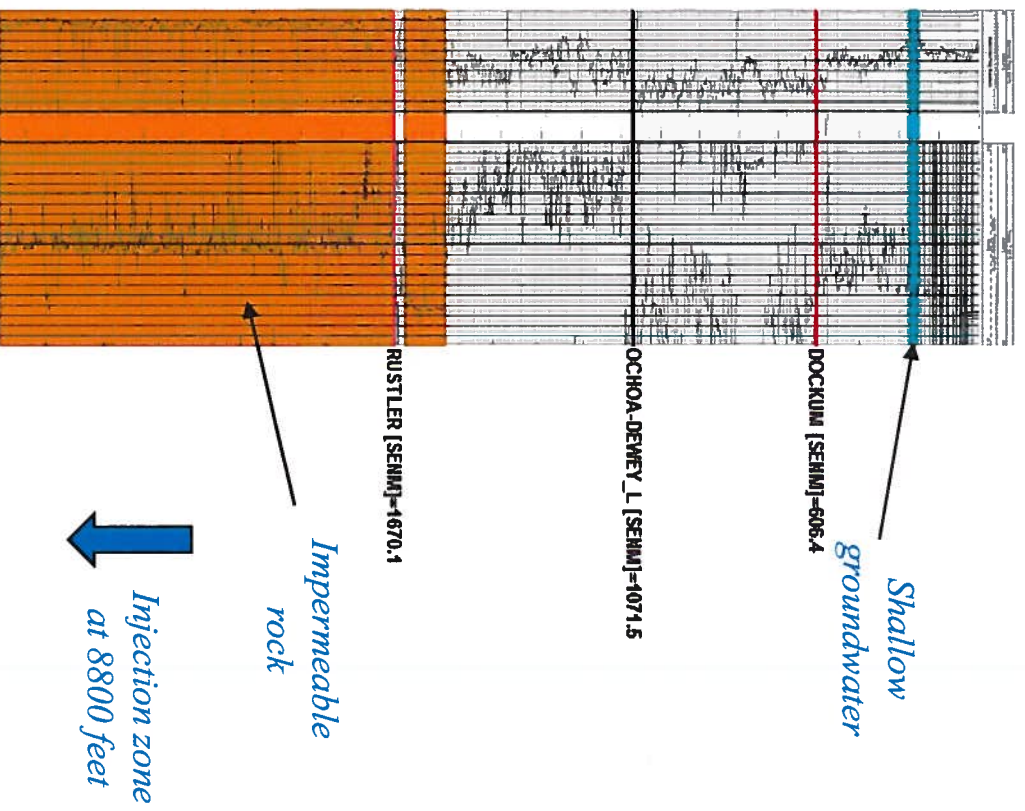 Shallow
groundwater
DOCKUM [SENM]=606.4
OCHOA-DEWEY_L [SENM]=1071.5
RUSTLER [SENM]=1670.1
Impermeable
rock
Injection zone
at 8800 feet